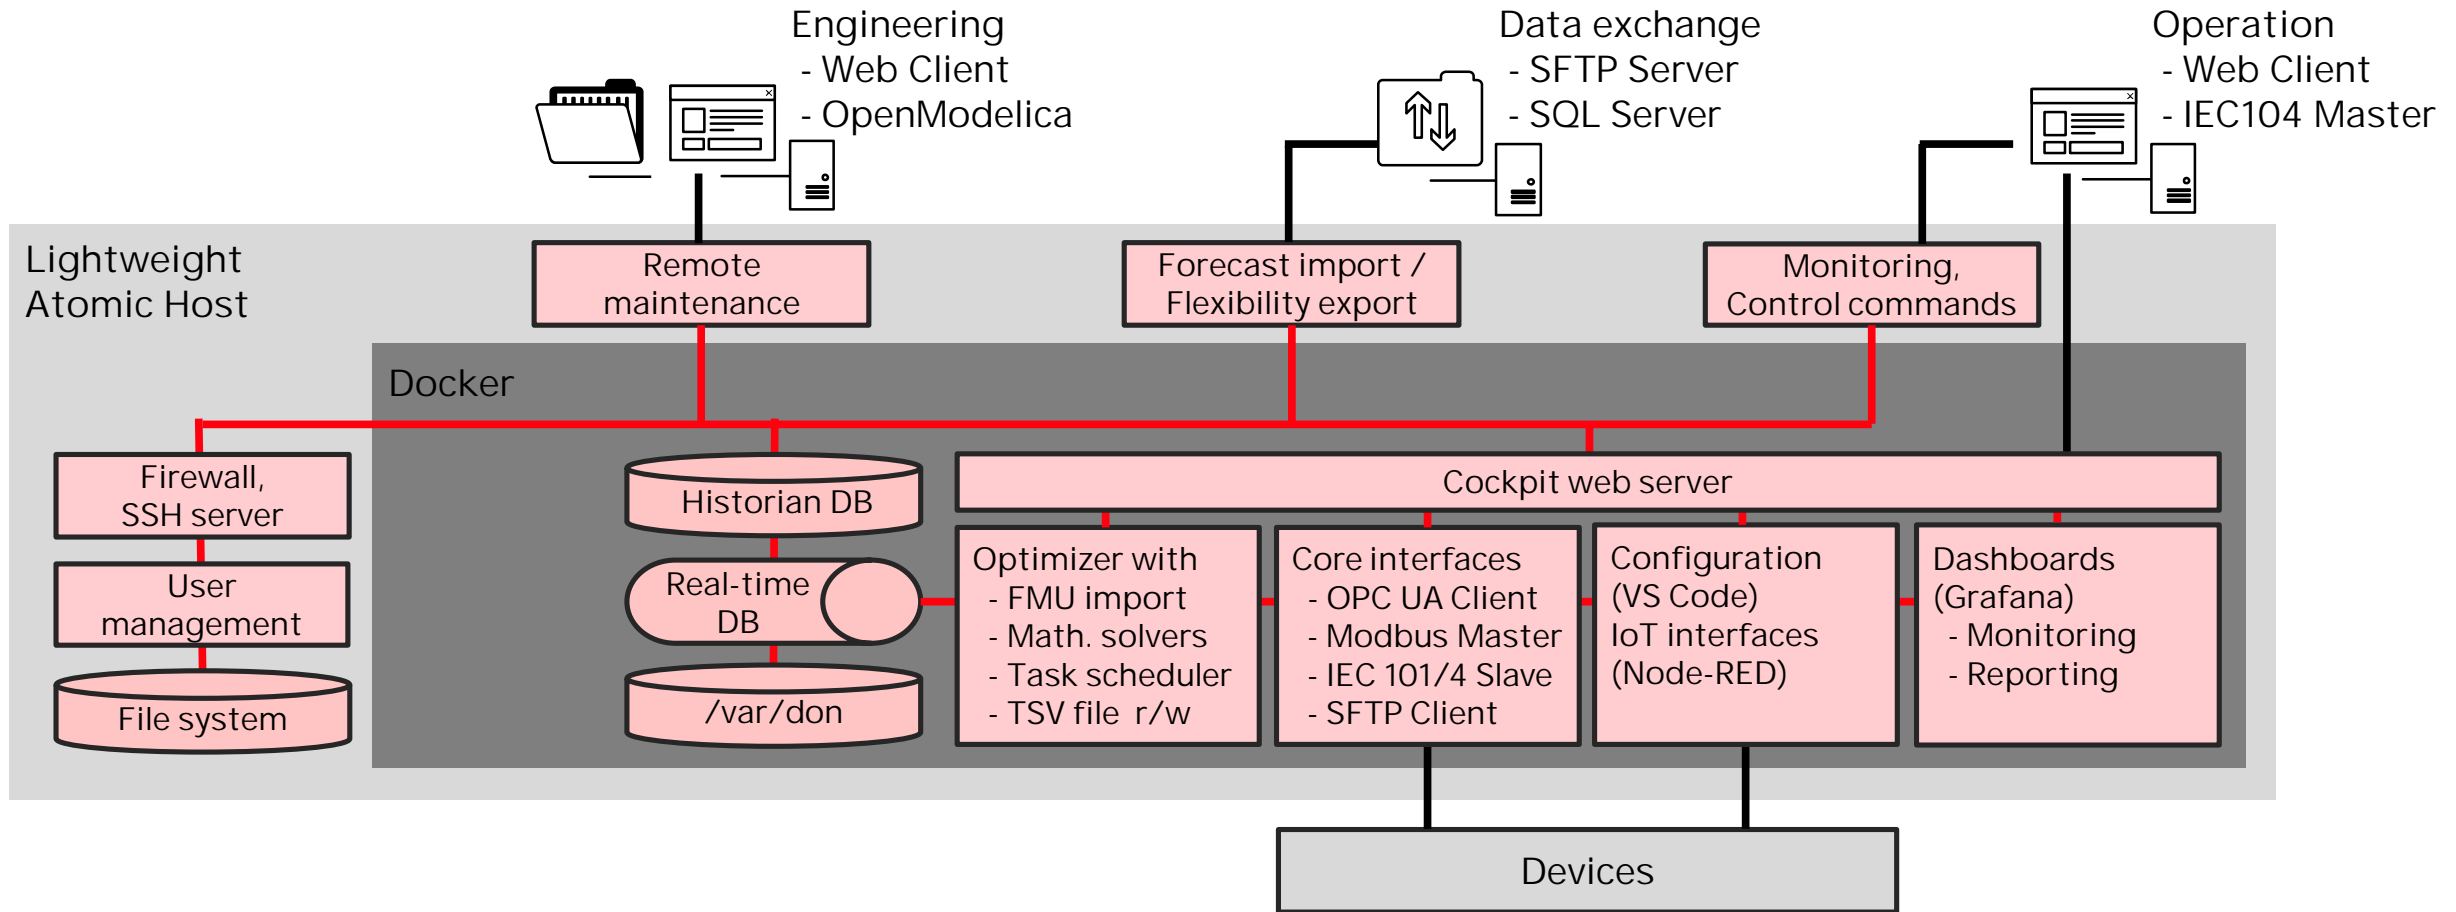 Engineering
- Web Client
- OpenModelica
Data exchange
- SFTP Server
- SQL Server
Operation
- Web Client
- IEC104 Master
Lightweight
Atomic Host
Remote
maintenance
Forecast import /
Flexibility export
Monitoring,
Control commands
Docker
Firewall,
SSH server
User
management
File system
Historian DB
Real-time
DB
/var/don
Cockpit web server
Optimizer with
- FMU import
- Math. solvers
- Task scheduler
- TSV file r/w
Core interfaces
- OPC UA Client
- Modbus Master
- IEC 101/4 Slave
- SFTP Client
Configuration
(VS Code)
IoT interfaces
(Node-RED)
Dashboards
(Grafana)
- Monitoring
- Reporting
Devices